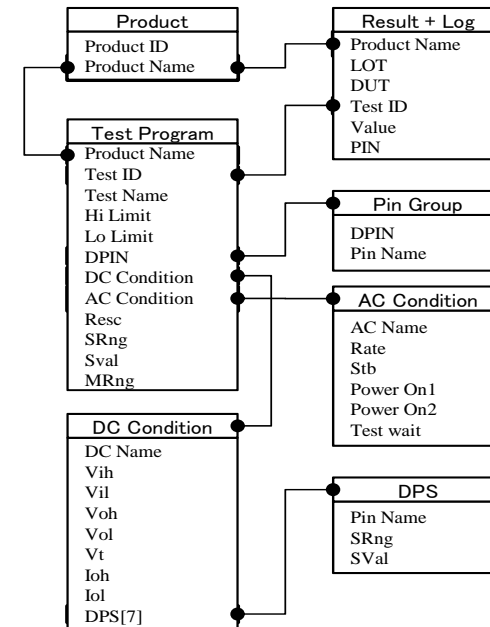 Product
Product ID
Product Name
Test Program
Product Name
Test ID
Test Name
Hi Limit
Lo Limit
DPIN
DC Condition
AC Condition
Resc
SRng
Sval
MRng
DC Condition
DC Name
Vih
Vil
Voh
Vol
Vt
Ioh
Iol
DPS[7]
Result + Log
Product Name
LOT
DUT
Test ID
Value
PIN
Pin Group
DPIN
Pin Name
AC Condition
AC Name
Rate
Stb
Power On1
Power On2
Test wait
DPS
Pin Name
SRng
SVal